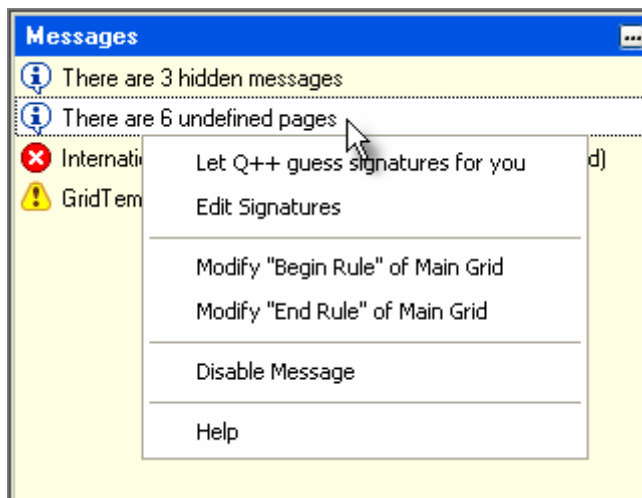 Messages
There are 3 hidden messages
There are 6 undefined pages
d)
GridTem
Let Q++ guess signatures for you
Edit Signatures
Modify "Begin Rule" of Main Grid
Modify "End Rule" of Main Grid
Disable Message
Help